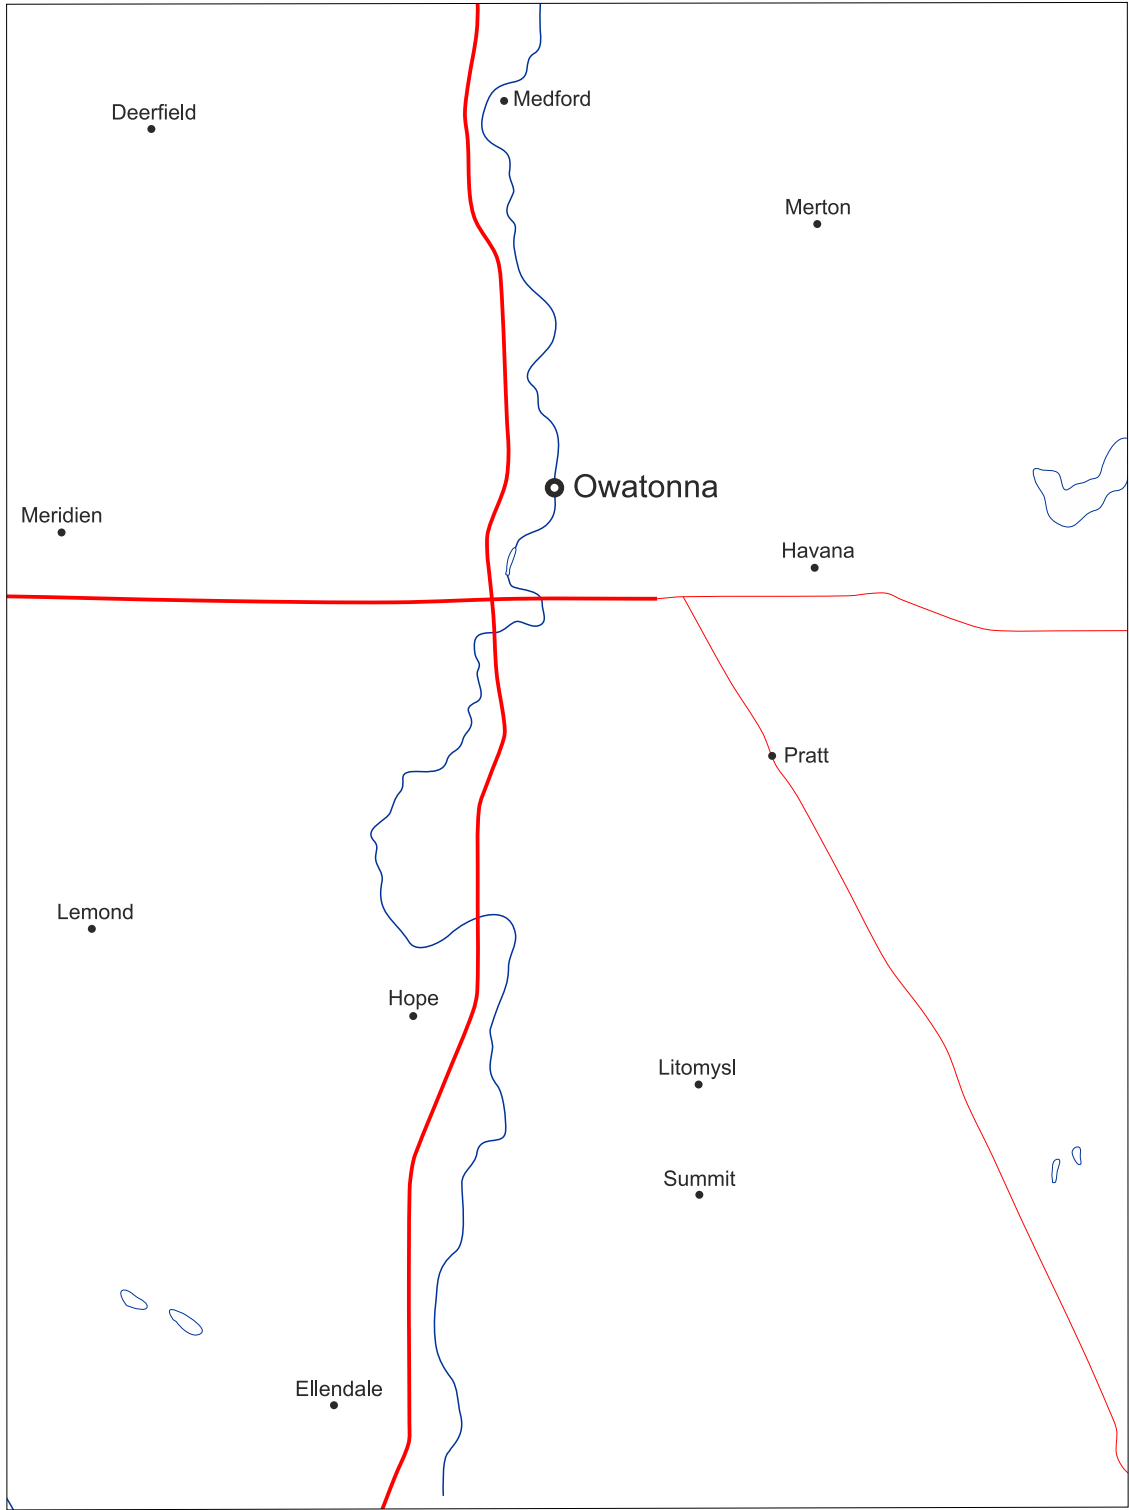 Medford
Deerfield
Merton
Owatonna
Meridien
Havana
Pratt
Lemond
Hope
Litomysl
Summit
Ellendale